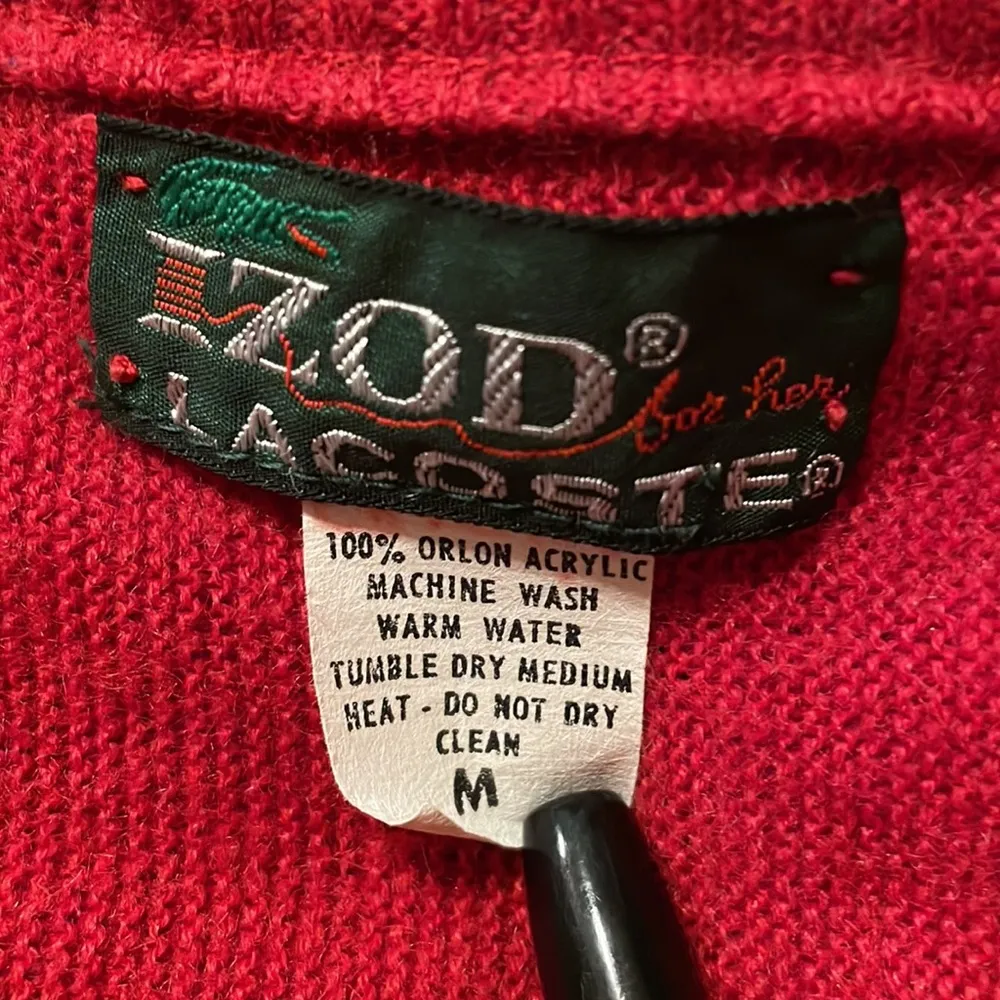 IZOD® for her
LACOSTE®
100% ORLON ACRYLIC
MACHINE WASH
WARM WATER
TUMBLE DRY MEDIUM
HEAT - DO NOT DRY
CLEAN
M